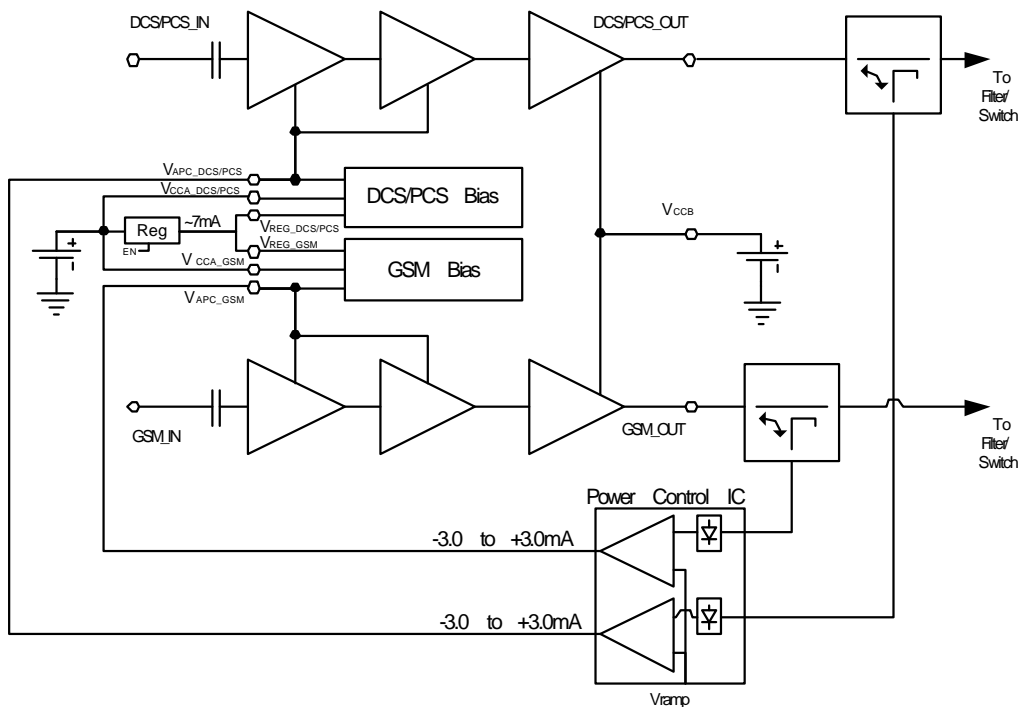 DCS/PCS_IN
DCS/PCS_OUT
To
Filter/
Switch
VAPC_DCS/PCS
VCCA_DCS/PCS
DCS/PCS Bias
Reg
~7mA
EN
VREG_DCS/PCS
VREG_GSM
VCCB
+
I
+
I
V CCA_GSM
GSM Bias
VAPC_GSM
GSM_IN
GSM_OUT
To
Filter/
Switch
Power Control IC
-3.0 to +3.0mA
-3.0 to +3.0mA
Vramp